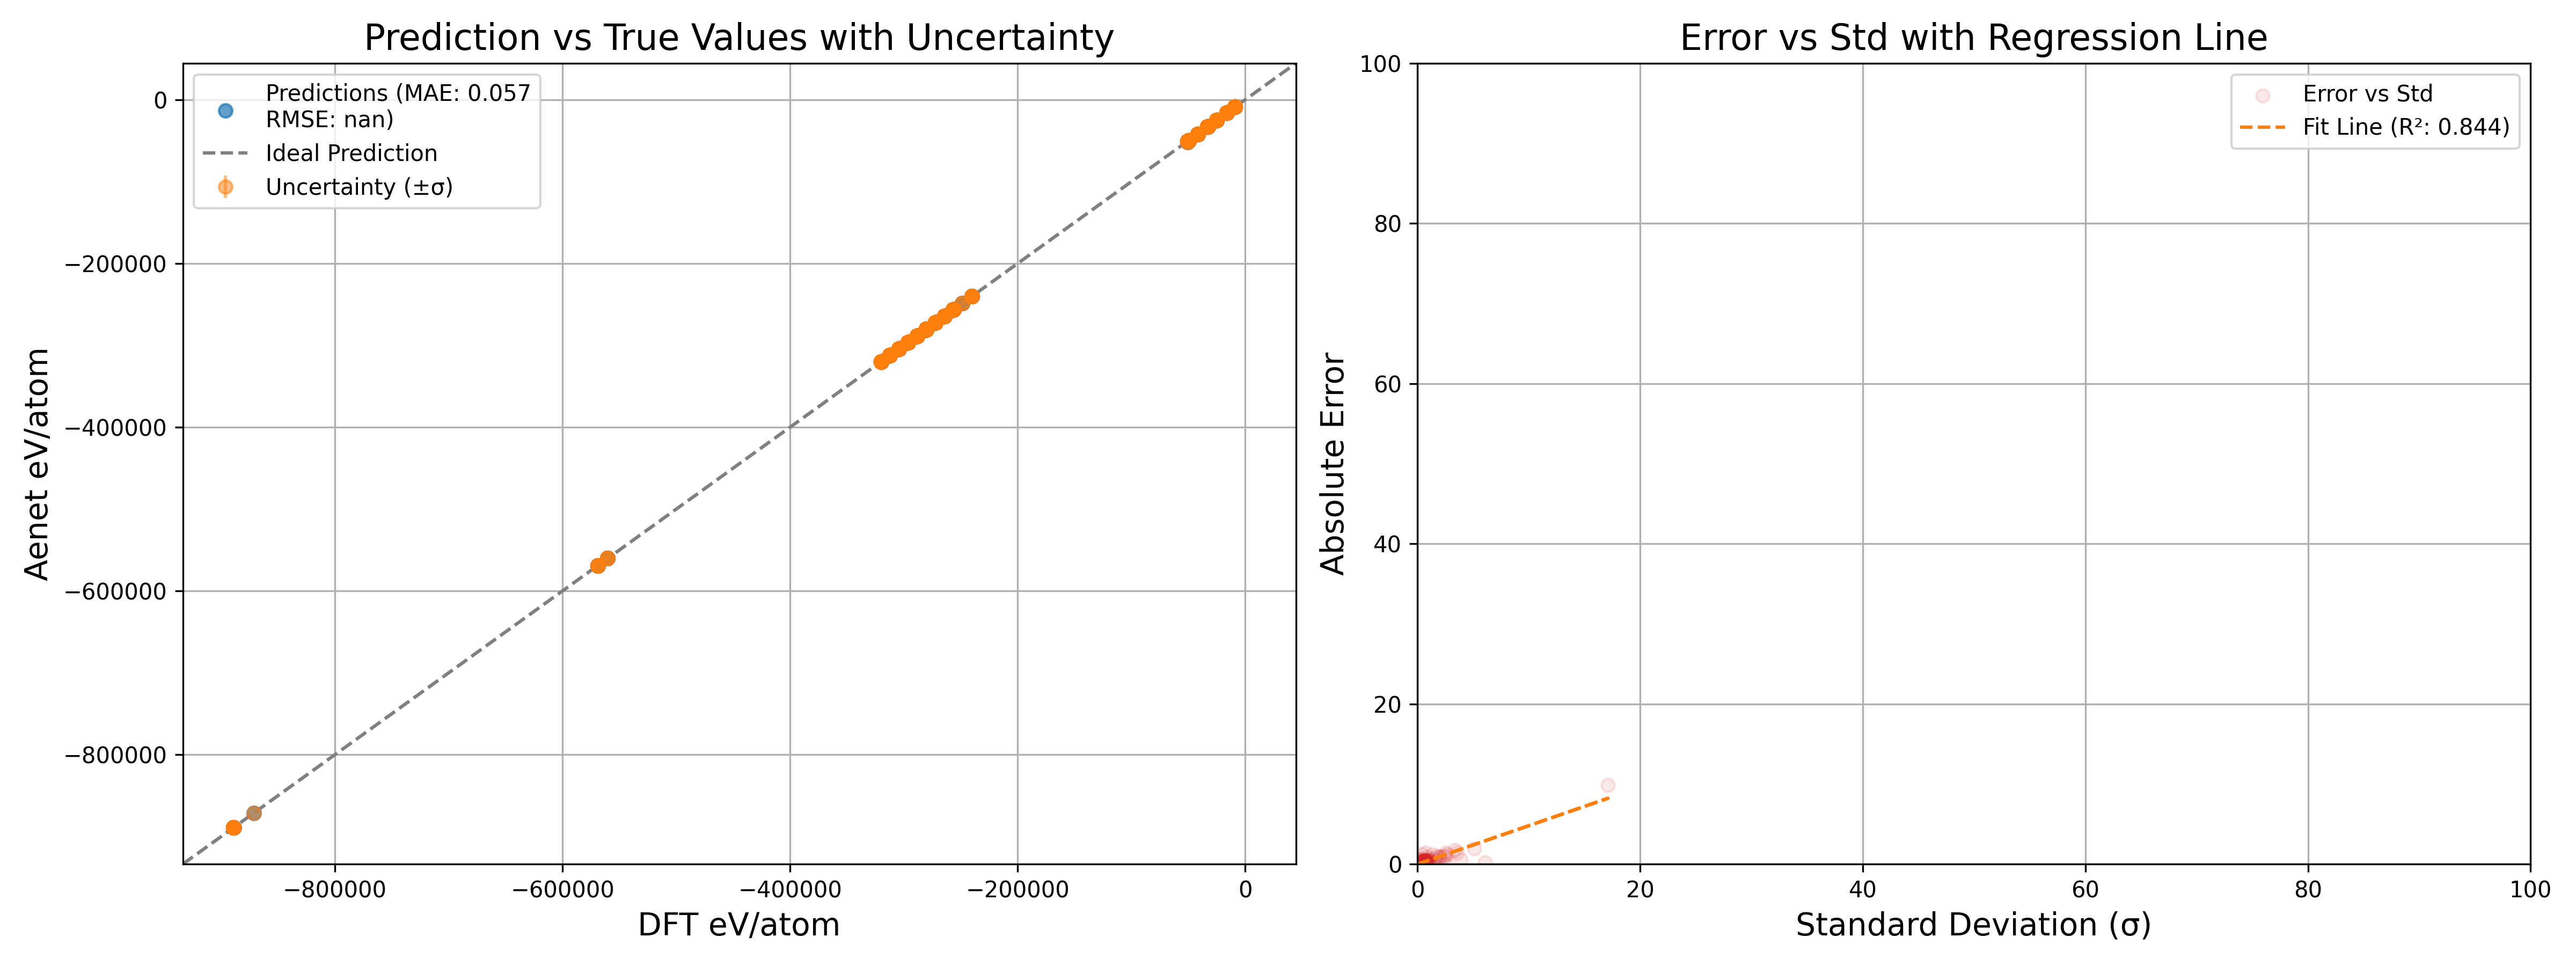 Prediction vs True Values with Uncertainty
Predictions (MAE: 0.057
RMSE: nan)
Ideal Prediction
Uncertainty (±σ)
0
−200000
−400000
−600000
−800000
Aenet eV/atom
−800000
−600000
−400000
−200000
0
DFT eV/atom
Error vs Std with Regression Line
Error vs Std
Fit Line (R²: 0.844)
100
80
60
40
20
0
Absolute Error
0
20
40
60
80
100
Standard Deviation (σ)